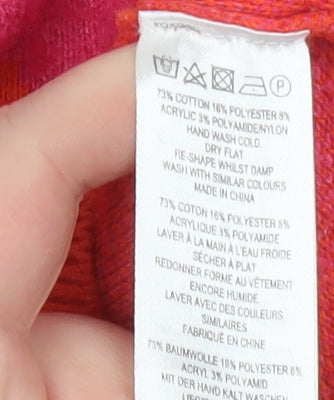 73% COTTON 16% POLYESTER 8%
ACRYLIC 3% POLYAMIDE/NYLON
HAND WASH COLD.
DRY FLAT
RE-SHAPE WHILST DAMP
WASH WITH SIMILAR COLOURS
MADE IN CHINA
73% COTON 16% POLYESTER 8%
ACRYLIQUE 3% POLYAMIDE
LAVER À LA MAIN À L'EAU FROIDE
SÉCHER À PLAT
REDONNER FORME AU VÊTEMENT
ENCORE HUMIDE
LAVER AVEC DES COULEURS
SIMILAIRES
FABRIQUÉ EN CHINE
73% BAUMWOLLE 16% POLYESTER 8%
ACRYL 3% POLYAMID
MIT DER HAND KALT WASCHEN